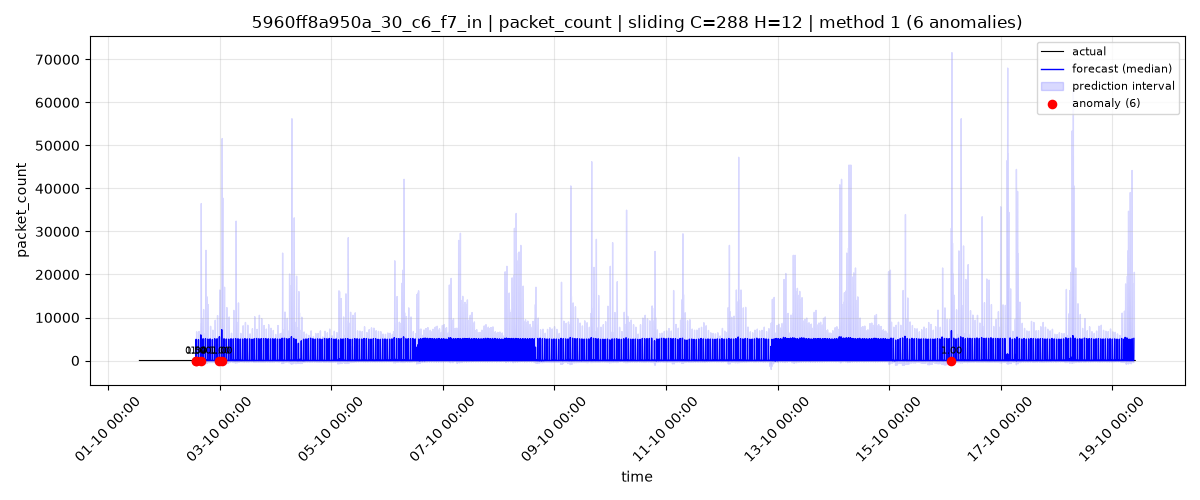 5960ff8a950a_30_c6_f7_in | packet_count | sliding C=288 H=12 | method 1 (6 anomalies)
actual
forecast (median)
prediction interval
anomaly (6)
packet_count
70000
60000
50000
40000
30000
20000
10000
0
01-10 00:00
03-10 00:00
05-10 00:00
07-10 00:00
09-10 00:00
11-10 00:00
13-10 00:00
15-10 00:00
17-10 00:00
19-10 00:00
time